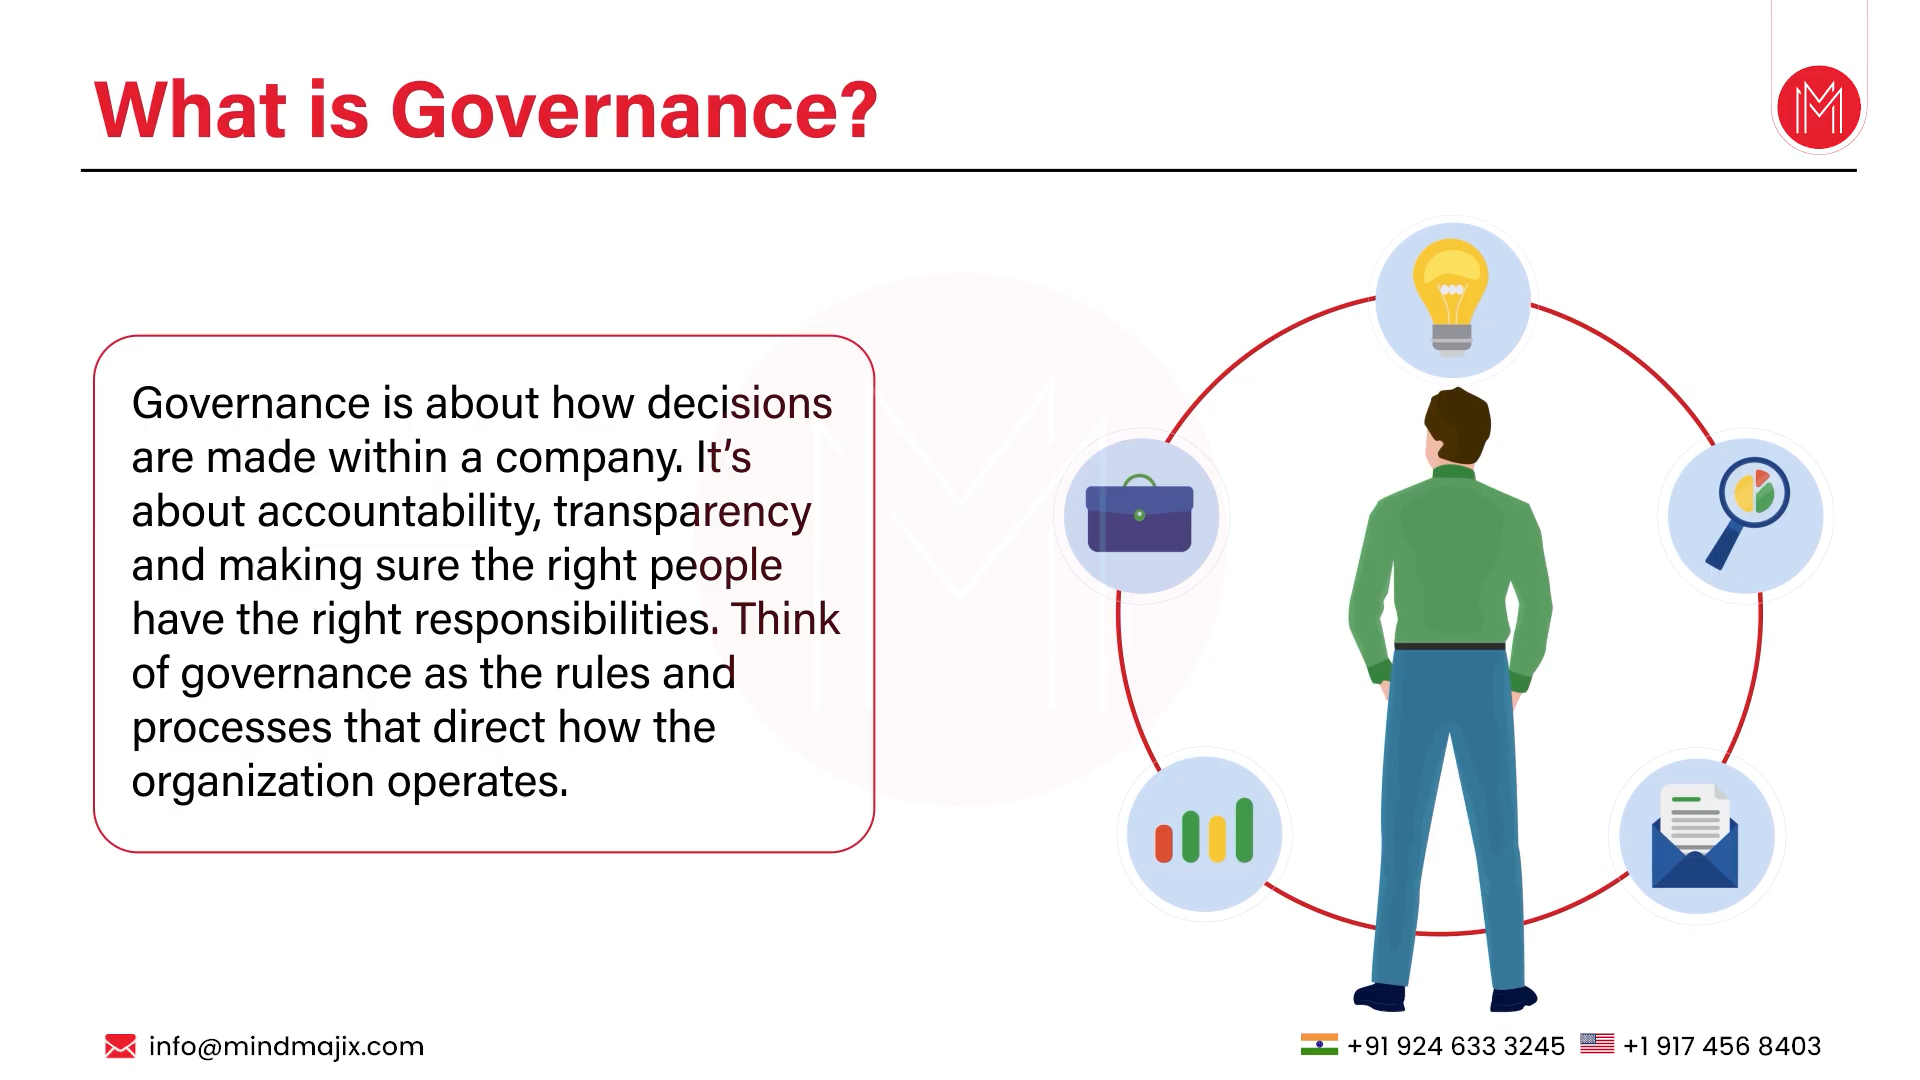 What is Governance?
Governance is about how decisions
are made within a company. It’s
about accountability, transparency
and making sure the right people
have the right responsibilities. Think
of governance as the rules and
processes that direct how the
organization operates.
info@mindmajix.com
+91 924 633 3245
+1 917 456 8403